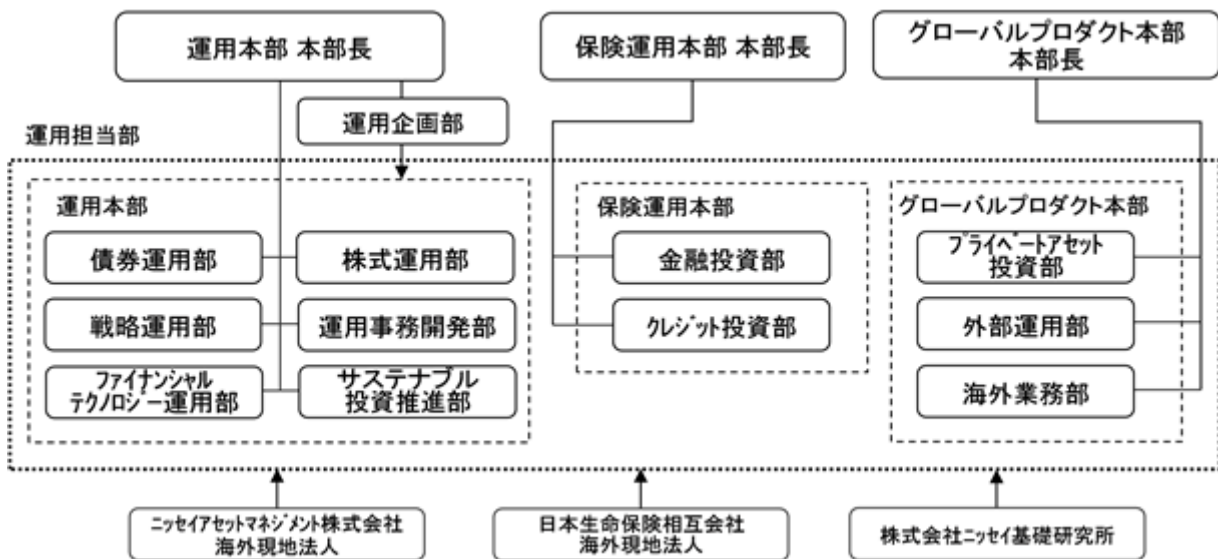 運用本部 本部長
保険運用本部 本部長
グローバルプロダクト本部
本部長
運用企画部
運用担当部
運用本部
債券運用部
株式運用部
戦略運用部
運用事務開発部
ファイナンシャル
テクノロジー運用部
サステナブル
投資推進部
保険運用本部
金融投資部
クレジット投資部
グローバルプロダクト本部
プライベートアセット
投資部
外部運用部
海外業務部
ニッセイアセットマネジメント株式会社
海外現地法人
日本生命保険相互会社
海外現地法人
株式会社ニッセイ基礎研究所